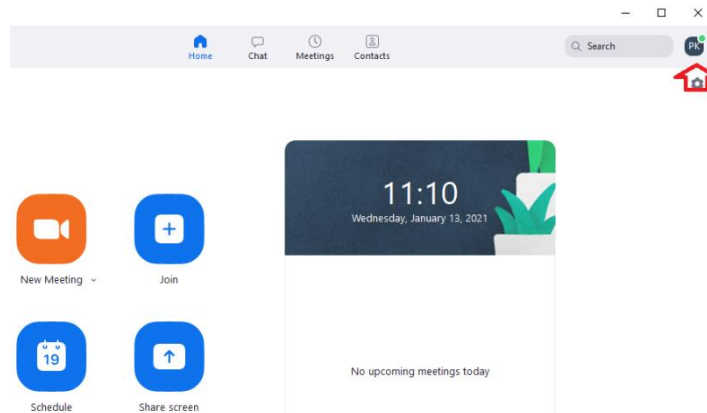 Home
Chat
Meetings
Contacts
Search
PK
11:10
Wednesday, January 13, 2021
New Meeting
Join
19
No upcoming meetings today
Schedule
Share screen